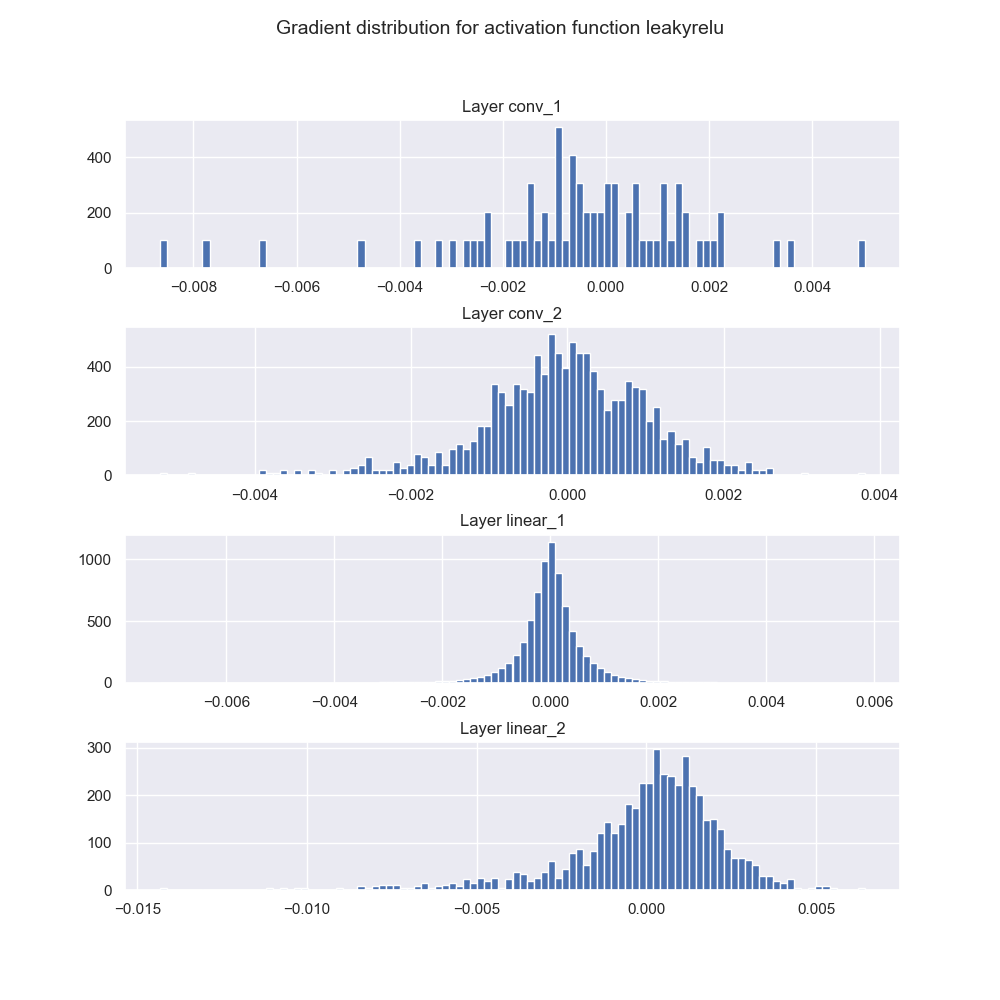 Gradient distribution for activation function leakyrelu
Layer conv_1
400
200
0
−0.008 −0.006 −0.004 −0.002 0.000 0.002 0.004
Layer conv_2
400
200
0
−0.004 −0.002 0.000 0.002 0.004
Layer linear_1
1000
500
0
−0.006 −0.004 −0.002 0.000 0.002 0.004 0.006
Layer linear_2
300
200
100
0
−0.015 −0.010 −0.005 0.000 0.005